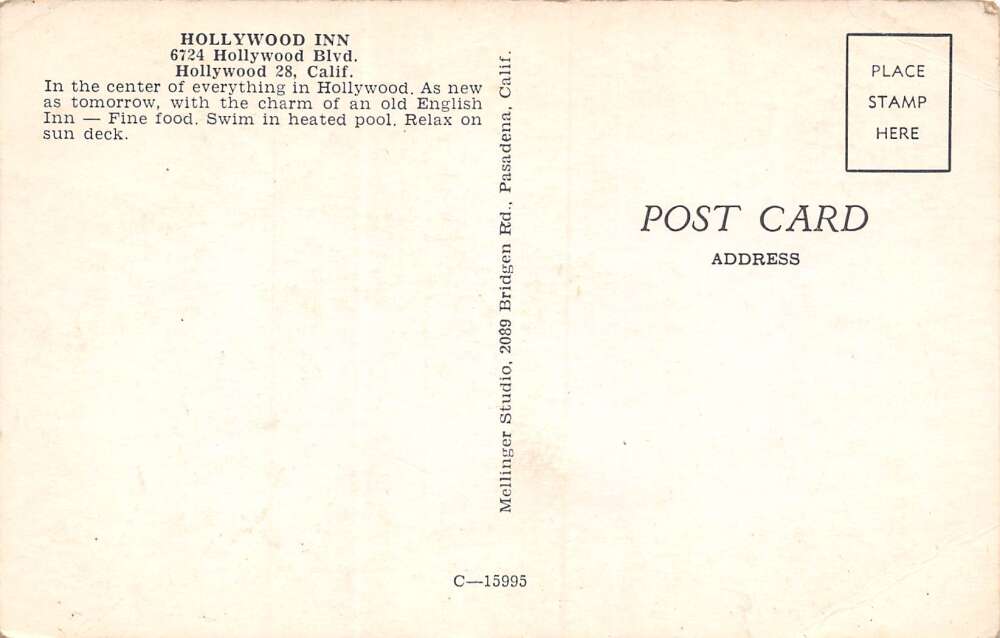 HOLLYWOOD INN
6724 Hollywood Blvd.
Hollywood 28, Calif.
In the center of everything in Hollywood. As new
as tomorrow, with the charm of an old English
Inn — Fine food. Swim in heated pool. Relax on
sun deck.
Mellinger Studio, 2089 Bridgen Rd., Pasadena, Calif.
PLACE
STAMP
HERE
POST CARD
ADDRESS
C—15995